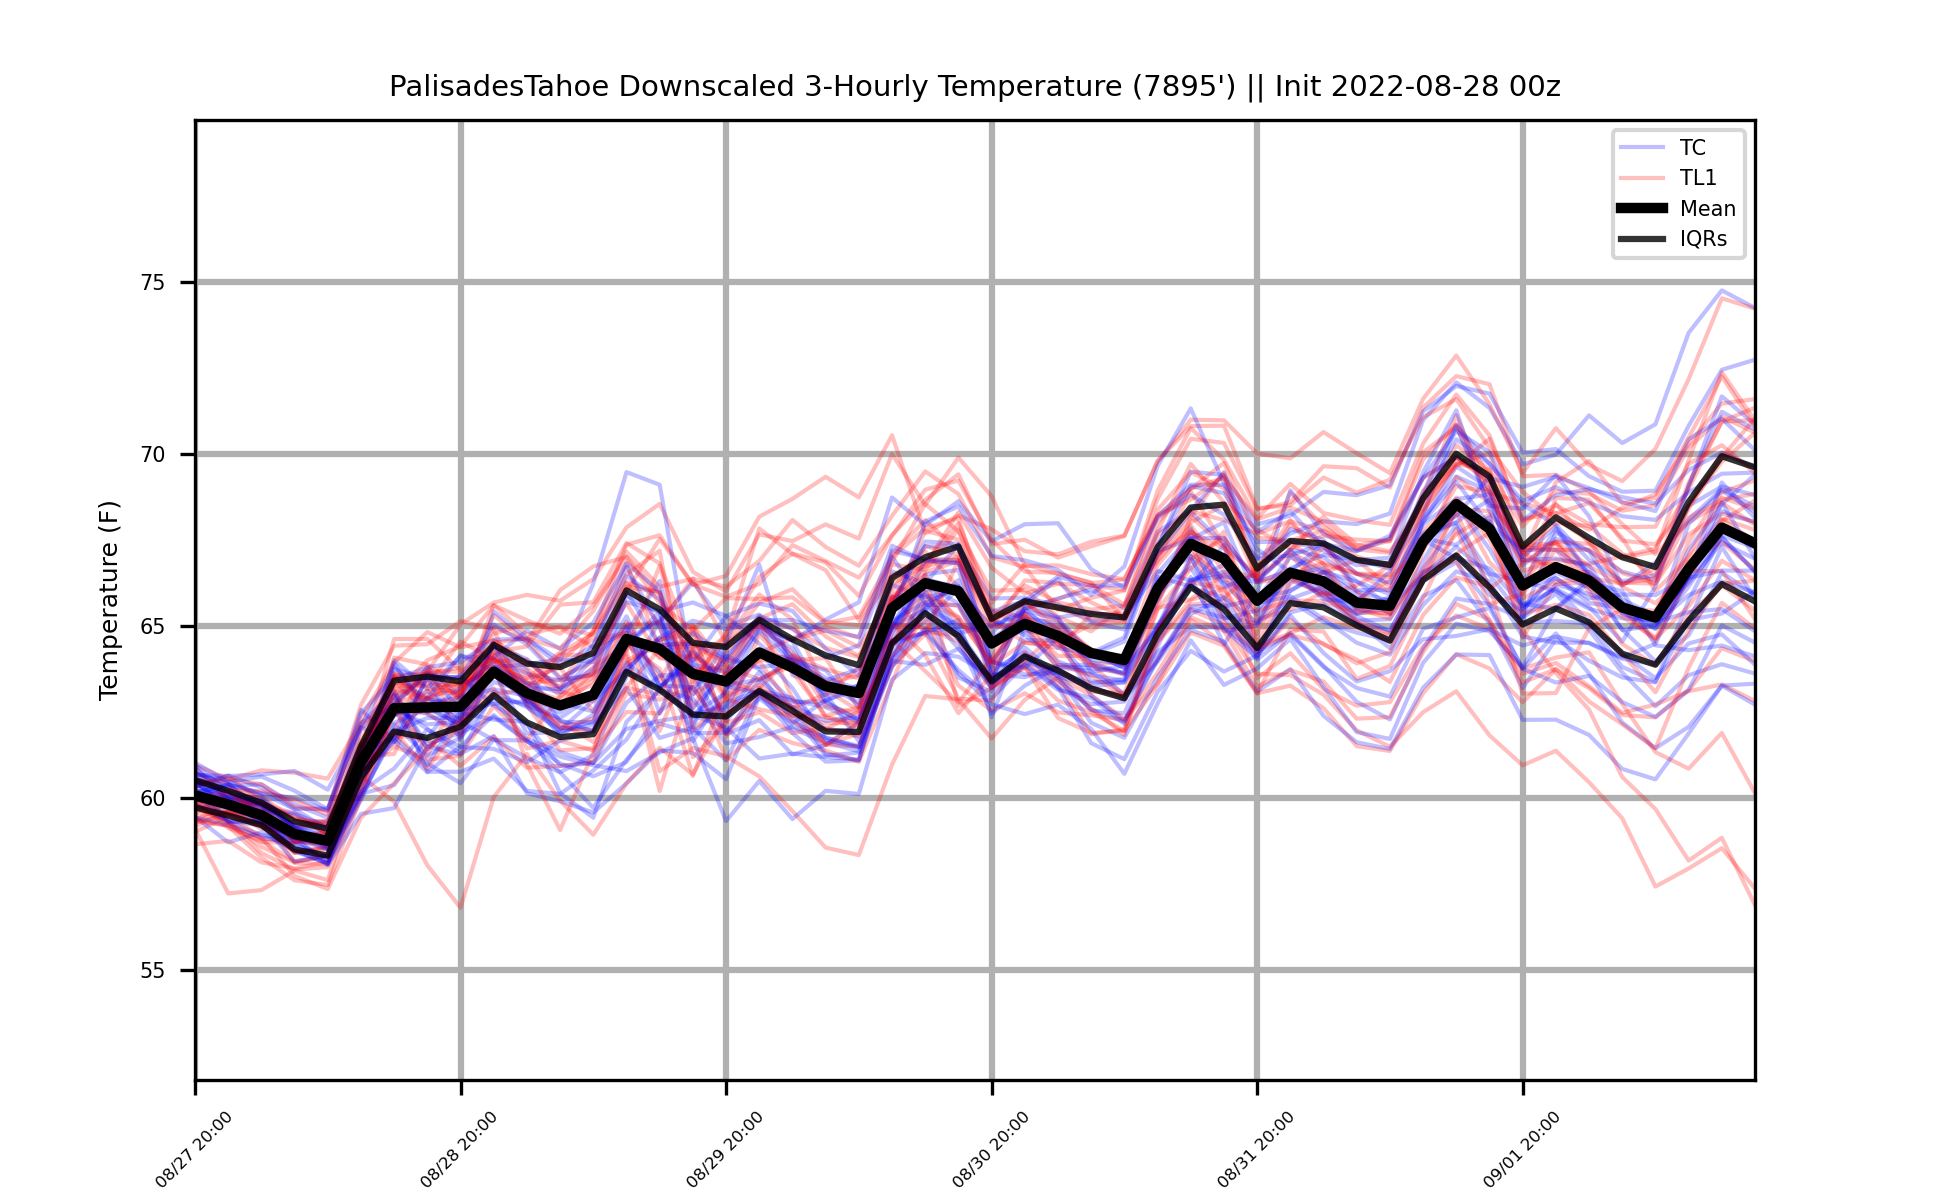 PalisadesTahoe Downscaled 3-Hourly Temperature (7895') || Init 2022-08-28 00z
TC
TL1
Mean
IQRs
Temperature (F)
75
70
65
60
55
08/27 20:00
08/28 20:00
08/29 20:00
08/30 20:00
08/31 20:00
09/01 20:00